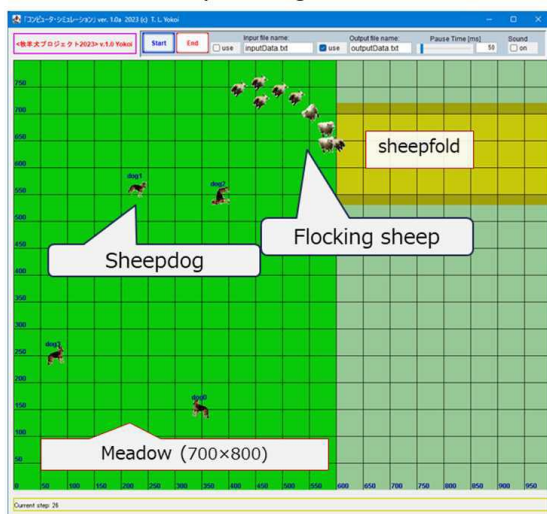 「コンピュータ・シミュレーション」 ver. 1.0a 2023 (c) T. L. Yokoi
<牧羊犬プロジェクト2023> v.1.0 Yokoi
Start
End
use
Input file name:
inputData.txt
use
Output file name:
outputData.txt
Pause Time [ms]
50
Sound
on
750
700
650
600
550
500
450
400
350
300
250
200
150
100
50
sheepfold
dog1
dog2
Flocking sheep
Sheepdog
dog3
dog0
Meadow (700×800)
0 50 100 150 200 250 300 350 400 450 500 550 600 650 700 750 800 850 900 950
Current step: 26